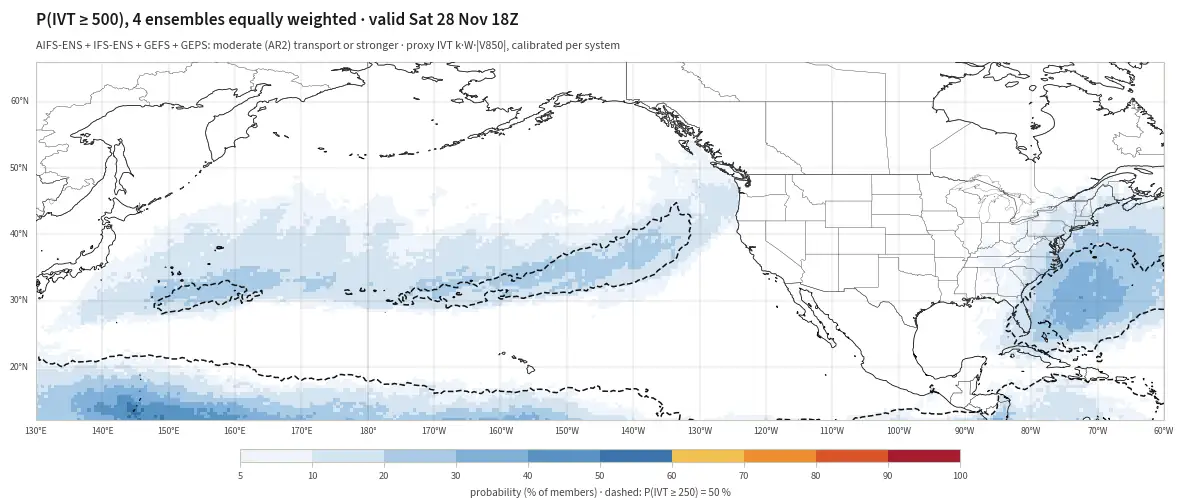 P(IVT ≥ 500), 4 ensembles equally weighted · valid Sat 28 Nov 18Z
AIFS-ENS + IFS-ENS + GEFS + GEPS: moderate (AR2) transport or stronger · proxy IVT k·W·|V850|, calibrated per system
60°N
50°N
40°N
30°N
20°N
130°E 140°E 150°E 160°E 170°E 180° 170°W 160°W 150°W 140°W 130°W 120°W 110°W 100°W 90°W 80°W 70°W 60°W
5 10 20 30 40 50 60 70 80 90 100
probability (% of members) · dashed: P(IVT ≥ 250) = 50 %